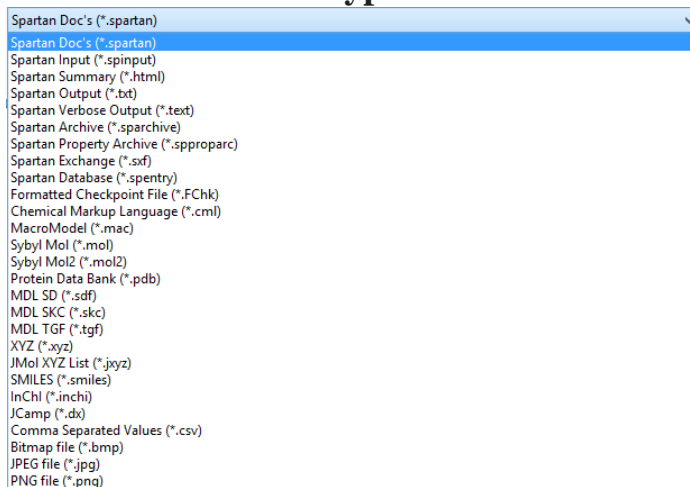 Spartan Doc's (*.spartan)
Spartan Doc's (*.spartan)
Spartan Input (*.spinput)
Spartan Summary (*.html)
Spartan Output (*.txt)
Spartan Verbose Output (*.text)
Spartan Archive (*.sparchive)
Spartan Property Archive (*.spproparc)
Spartan Exchange (*.sxf)
Spartan Database (*.spentry)
Formatted Checkpoint File (*.FChk)
Chemical Markup Language (*.cml)
MacroModel (*.mac)
Sybyl Mol (*.mol)
Sybyl Mol2 (*.mol2)
Protein Data Bank (*.pdb)
MDL SD (*.sdf)
MDL SKC (*.skc)
MDL TGF (*.tgf)
XYZ (*.xyz)
JMol XYZ List (*.jxyz)
SMILES (*.smiles)
InChI (*.inchi)
JCamp (*.dx)
Comma Separated Values (*.csv)
Bitmap file (*.bmp)
JPEG file (*.jpg)
PNG file (*.png)